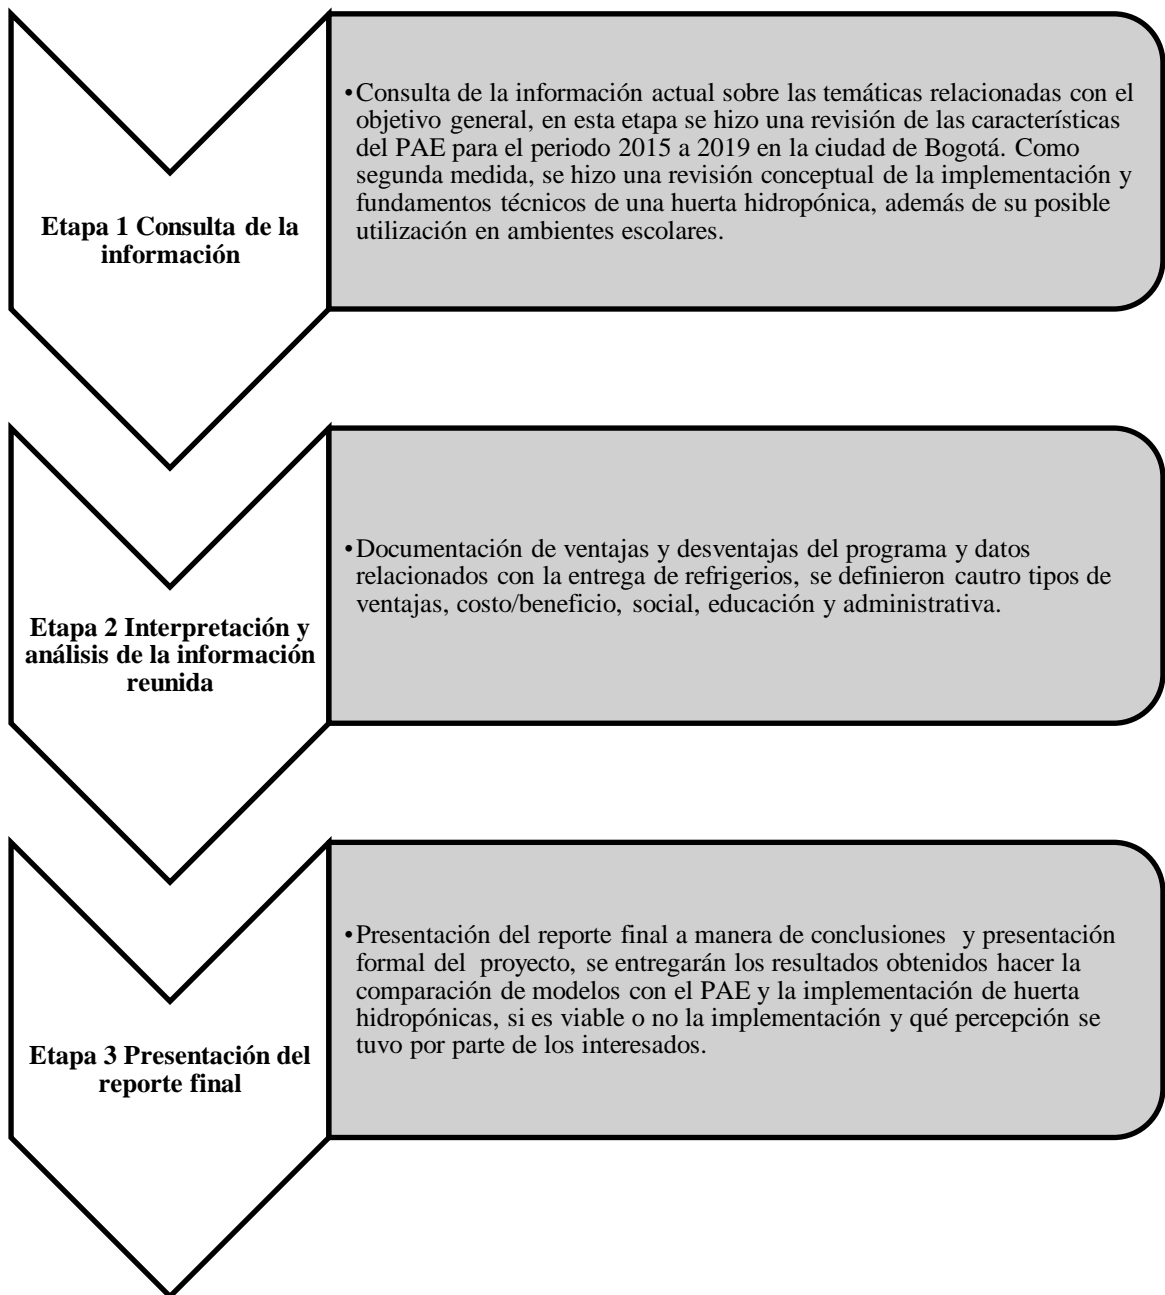 Etapa 1 Consulta de la
información
•Consulta de la información actual sobre las temáticas relacionadas con el
objetivo general, en esta etapa se hizo una revisión de las características
del PAE para el periodo 2015 a 2019 en la ciudad de Bogotá. Como
segunda medida, se hizo una revisión conceptual de la implementación y
fundamentos técnicos de una huerta hidropónica, además de su posible
utilización en ambientes escolares.
Etapa 2 Interpretación y
análisis de la información
reunida
•Documentación de ventajas y desventajas del programa y datos
relacionados con la entrega de refrigerios, se definieron cautro tipos de
ventajas, costo/beneficio, social, educación y administrativa.
Etapa 3 Presentación del
reporte final
•Presentación del reporte final a manera de conclusiones y presentación
formal del proyecto, se entregarán los resultados obtenidos hacer la
comparación de modelos con el PAE y la implementación de huerta
hidropónicas, si es viable o no la implementación y qué percepción se
tuvo por parte de los interesados.